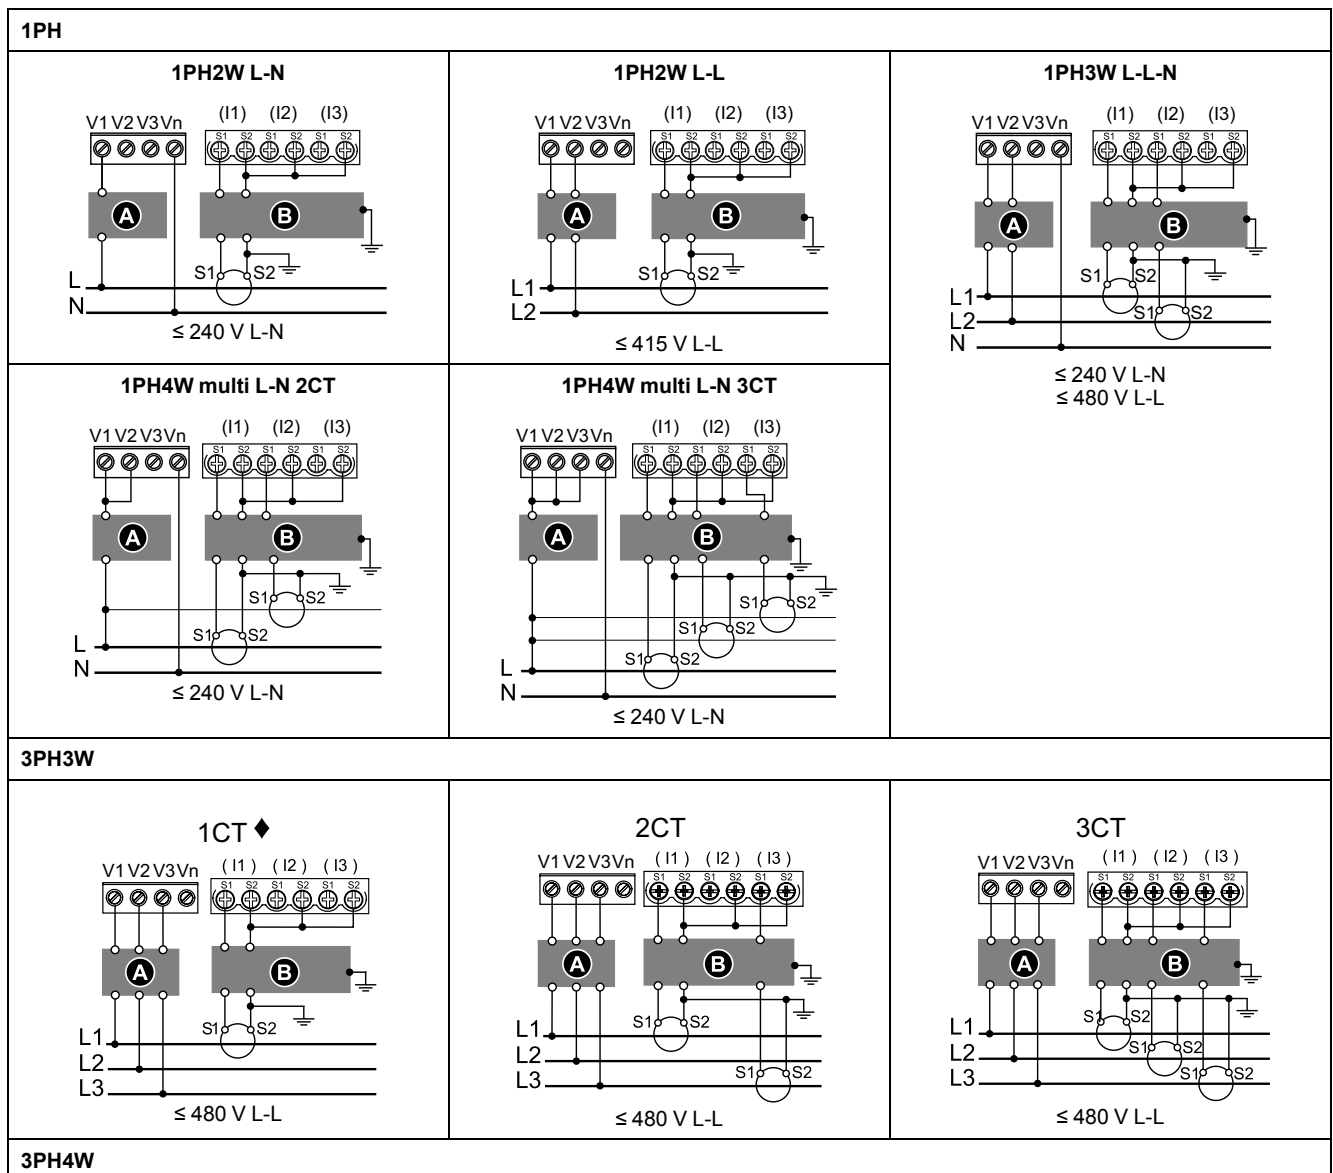 1PH
1PH2W L-N
V1 V2 V3 Vn (I1) (I2) (I3)
S1 S2 S1 S2 S1 S2
A B
S1 S2
L
N
≤ 240 V L-N
1PH2W L-L
V1 V2 V3 Vn (I1) (I2) (I3)
S1 S2 S1 S2 S1 S2
A B
S1 S2
L1
L2
≤ 415 V L-L
1PH3W L-L-N
V1 V2 V3 Vn (I1) (I2) (I3)
S1 S2 S1 S2 S1 S2
A B
S1 S2
L1
S1 S2
L2
N
≤ 240 V L-N
≤ 480 V L-L
1PH4W multi L-N 2CT
V1 V2 V3 Vn (I1) (I2) (I3)
S1 S2 S1 S2 S1 S2
A B
S1 S2
S1 S2
L
N
≤ 240 V L-N
1PH4W multi L-N 3CT
V1 V2 V3 Vn (I1) (I2) (I3)
S1 S2 S1 S2 S1 S2
A B
S1 S2
S1 S2
S1 S2
L
N
≤ 240 V L-N
3PH3W
1CT ♦
V1 V2 V3 Vn ( I1 ) ( I2 ) ( I3 )
S1 S2 S1 S2 S1 S2
A B
S1 S2
L1
L2
L3
≤ 480 V L-L
2CT
V1 V2 V3 Vn ( I1 ) ( I2 ) ( I3 )
S1 S2 S1 S2 S1 S2
A B
S1 S2
L1
L2
S1 S2
L3
≤ 480 V L-L
3CT
V1 V2 V3 Vn ( I1 ) ( I2 ) ( I3 )
S1 S2 S1 S2 S1 S2
A B
S1 S2
L1
S1 S2
L2
S1 S2
L3
≤ 480 V L-L
3PH4W